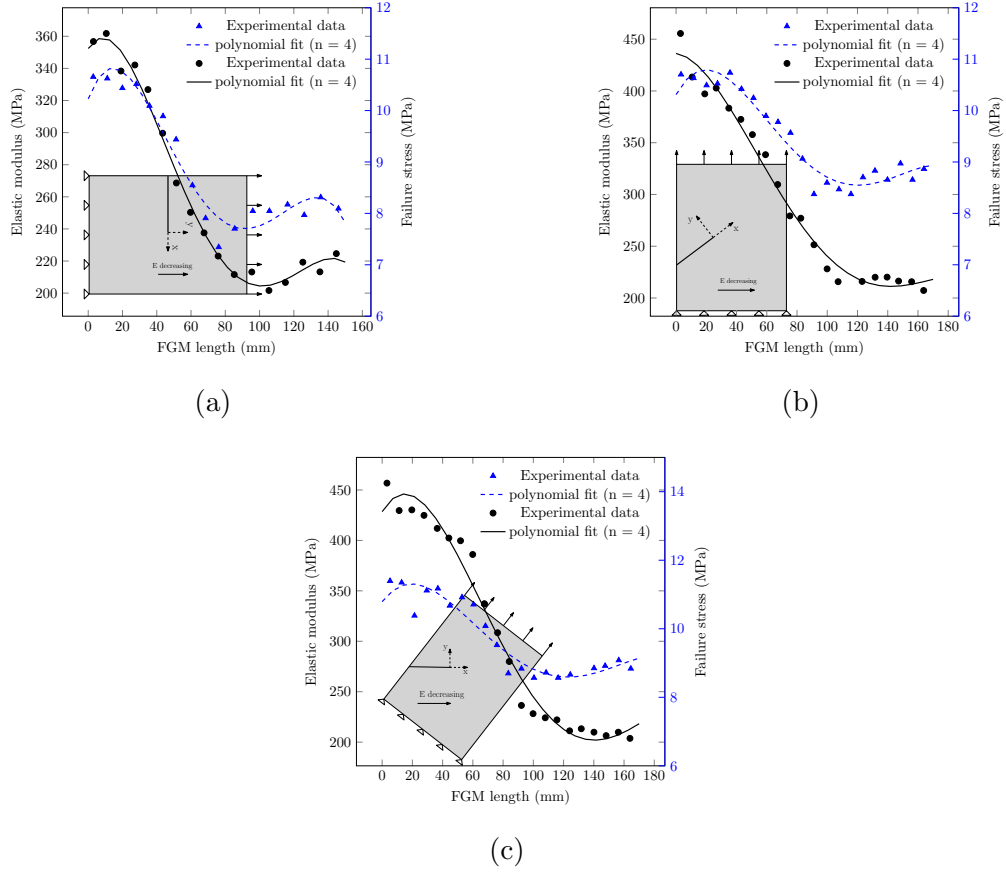 Experimental data
polynomial fit (n = 4)
Experimental data
polynomial fit (n = 4)
Elastic modulus (MPa)
Failure stress (MPa)
360
340
320
300
280
260
240
220
200
12
11
10
9
8
7
6
y
x
E decreasing
0 20 40 60 80 100 120 140 160
FGM length (mm)
(a)
Experimental data
polynomial fit (n = 4)
Experimental data
polynomial fit (n = 4)
Elastic modulus (MPa)
Failure stress (MPa)
450
400
350
300
250
200
12
11
10
9
8
7
6
y
x
E decreasing
0 20 40 60 80 100 120 140 160 180
FGM length (mm)
(b)
Experimental data
polynomial fit (n = 4)
Experimental data
polynomial fit (n = 4)
Elastic modulus (MPa)
Failure stress (MPa)
450
400
350
300
250
200
14
12
10
8
6
y
x
E decreasing
0 20 40 60 80 100 120 140 160 180
FGM length (mm)
(c)